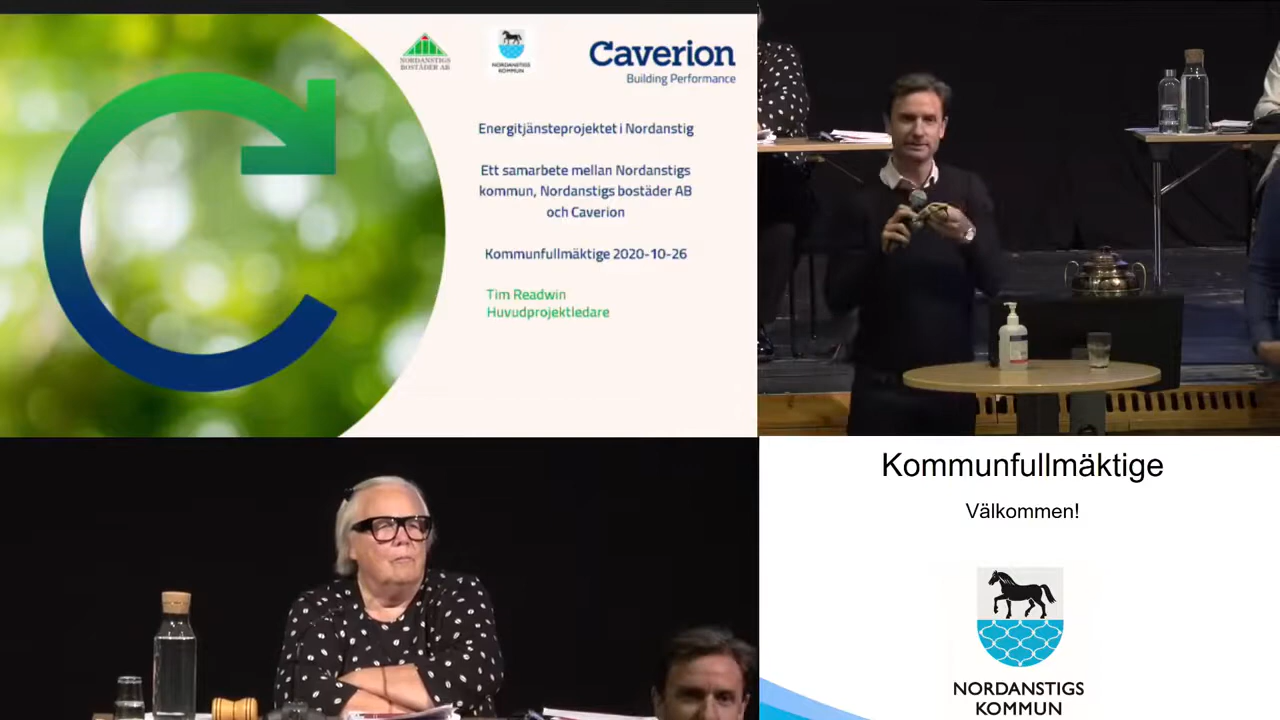 NORDANSTIGS
BOSTÄDER AB
NORDANSTIGS
KOMMUN
Caverion
Building Performance
Energitjänsteprojektet i Nordanstig
Ett samarbete mellan Nordanstigs
kommun, Nordanstigs bostäder AB
och Caverion
Kommunfullmäktige 2020-10-26
Tim Readwin
Huvudprojektledare
Kommunfullmäktige
Välkommen!
NORDANSTIGS
KOMMUN